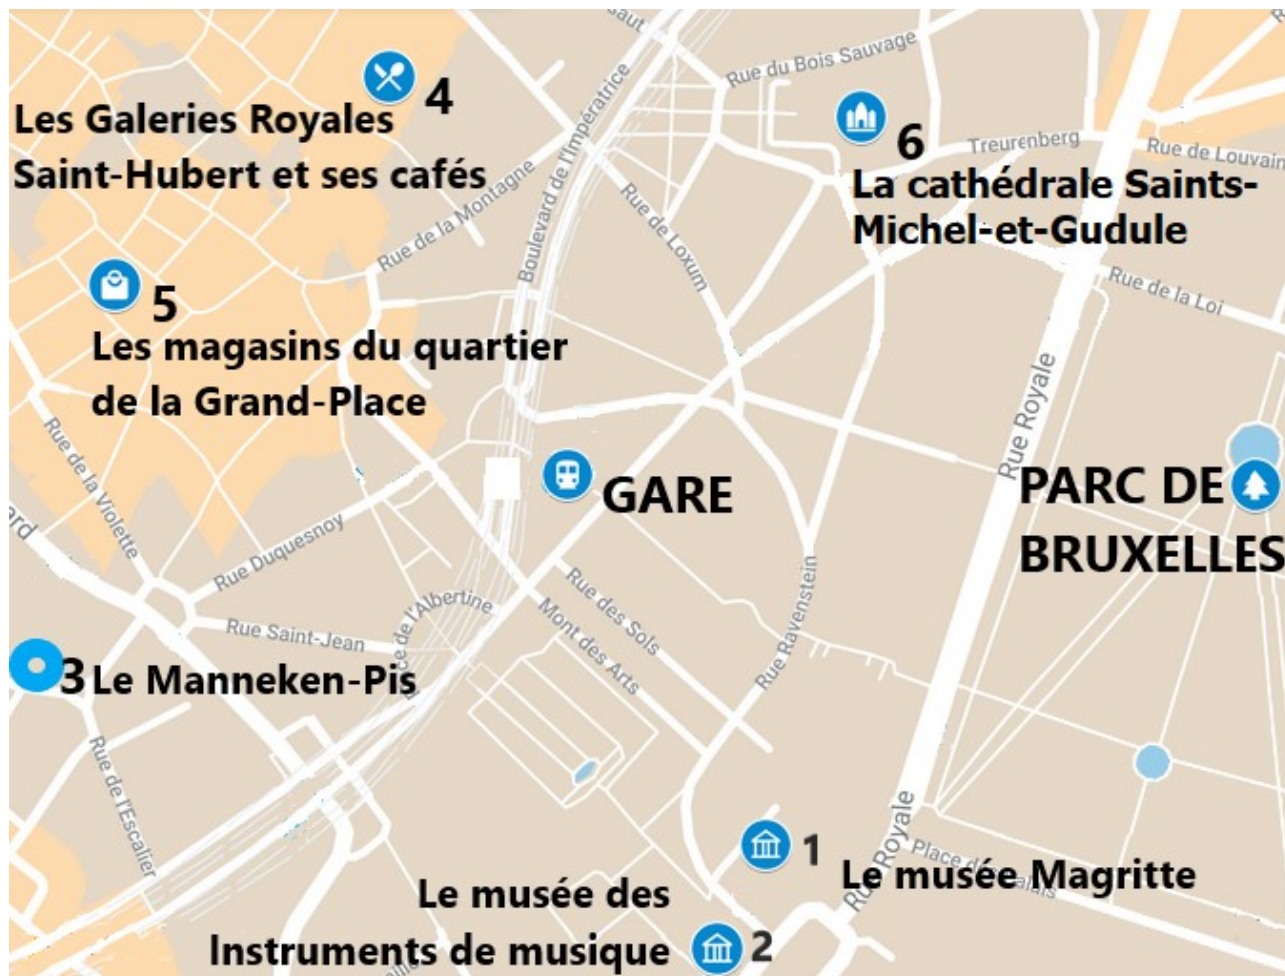 Rue du Bois Sauvage
4
Les Galeries Royales
Saint-Hubert et ses cafés
Boulevard de l'Impératrice
6
La cathédrale Saints-
Michel-et-Gudule
Treurenberg
Rue de Louvain
Rue de la Montagne
Rue de Loxum
Rue de la Loi
5
Les magasins du quartier
de la Grand-Place
Rue Royale
Rue de la Violette
GARE
PARC DE
BRUXELLES
Rue Duquesnoy
Rue des Sols
Mont des Arts
Rue Ravenstein
Rue Saint-Jean
de l'Albertine
3 Le Manneken-Pis
Rue de l'Escalier
1
Le musée Magritte
Rue Royale
Le musée des
Instruments de musique
2